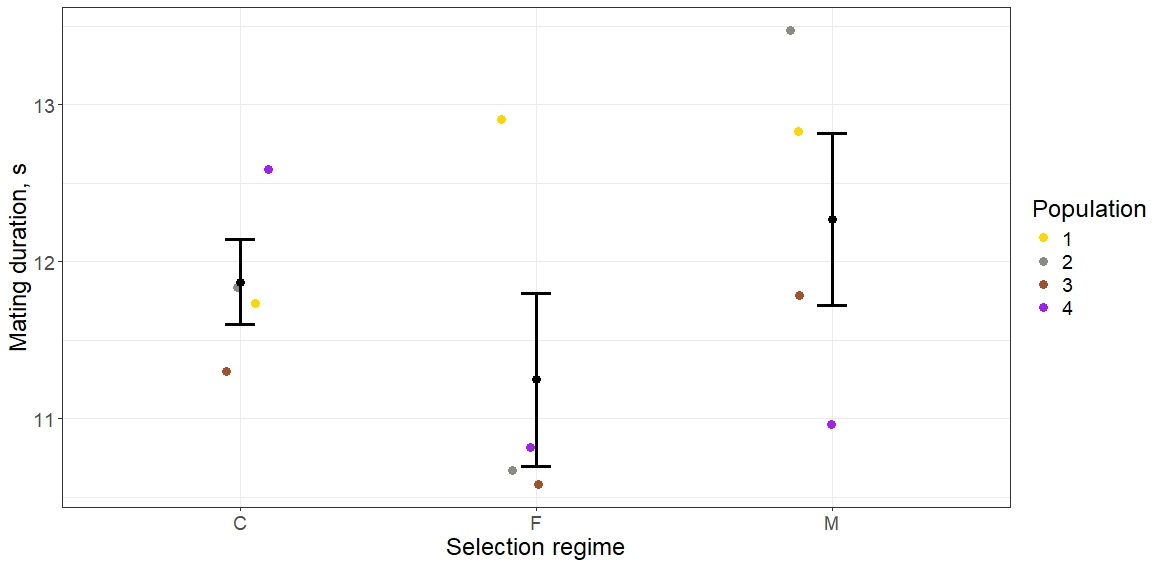 Mating duration, s
13
12
11
C
F
M
Selection regime
Population
1
2
3
4